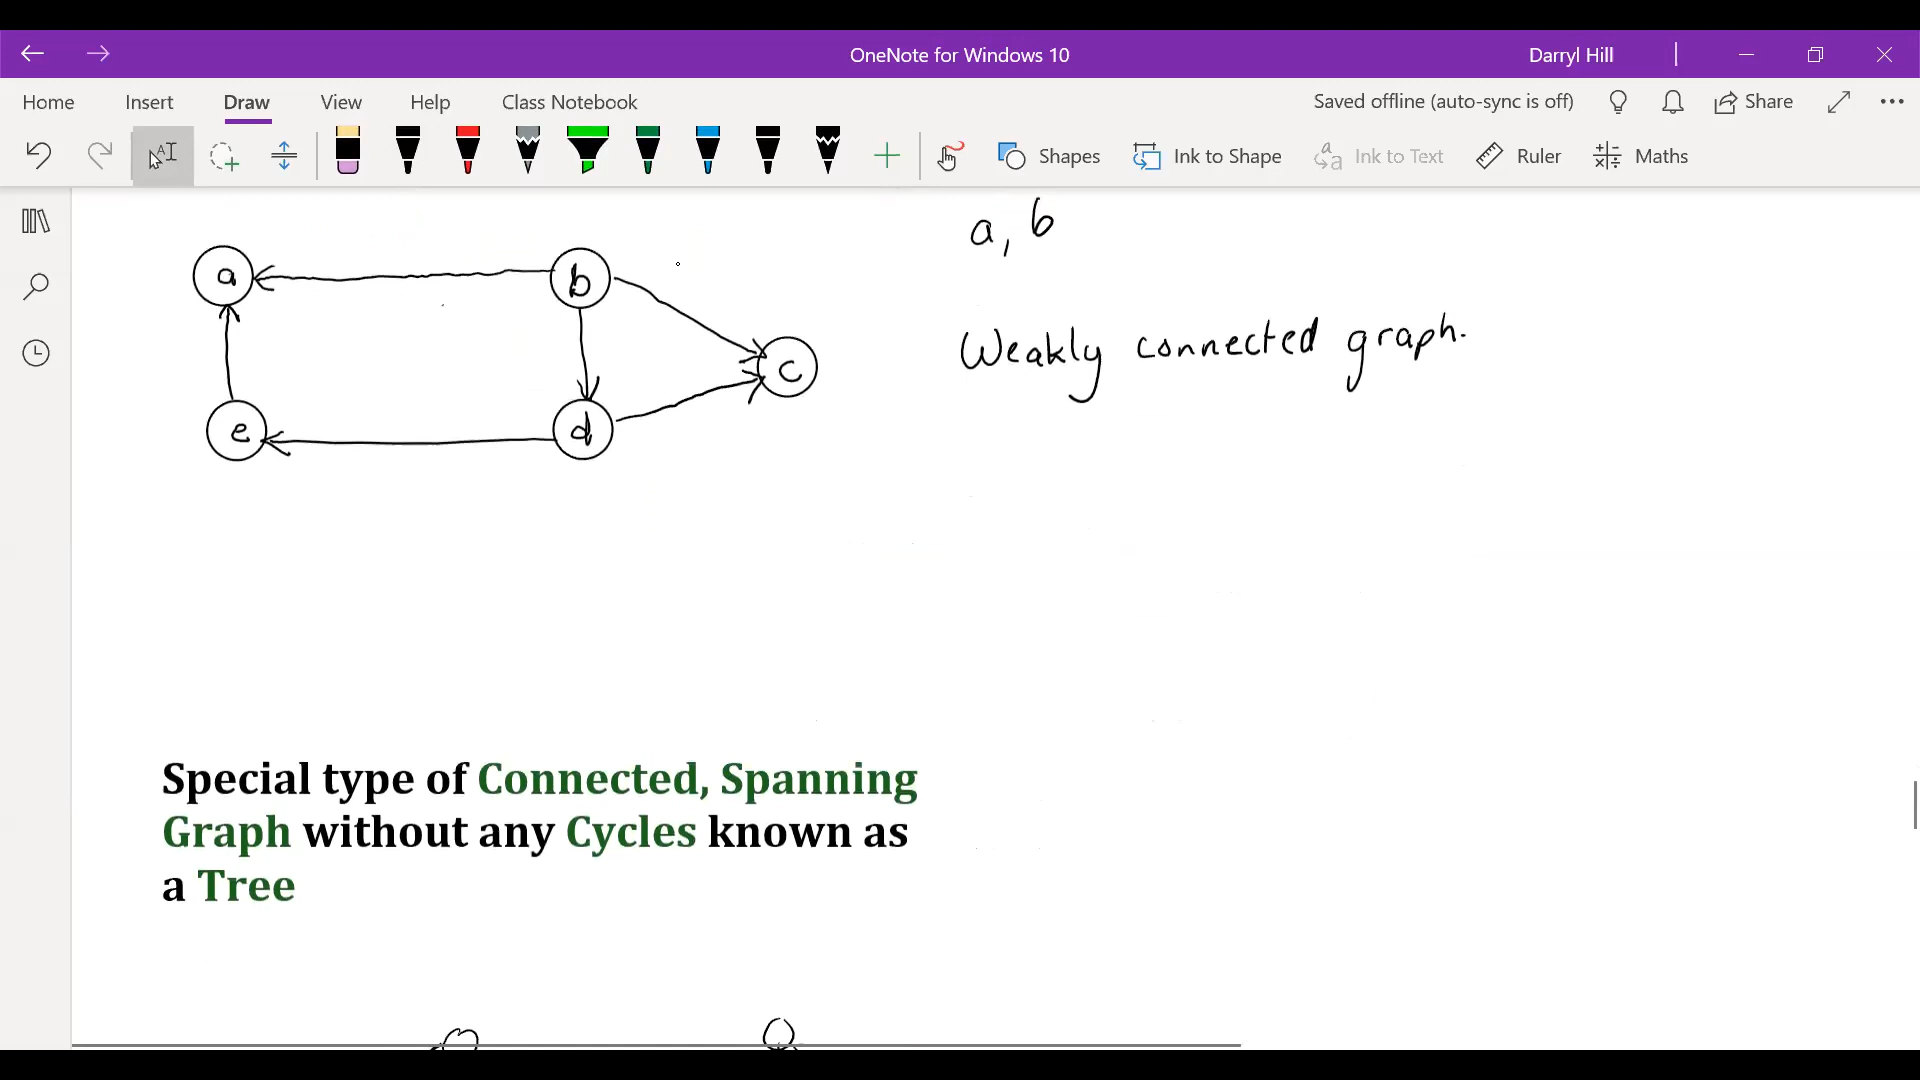 OneNote for Windows 10
Darryl Hill
Home
Insert
Draw
View
Help
Class Notebook
Saved offline (auto-sync is off)
Share
Shapes
Ink to Shape
Ink to Text
Ruler
Maths
a, b
a
b
Weakly connected graph.
c
e
d
Special type of Connected, Spanning
Graph without any Cycles known as
a Tree